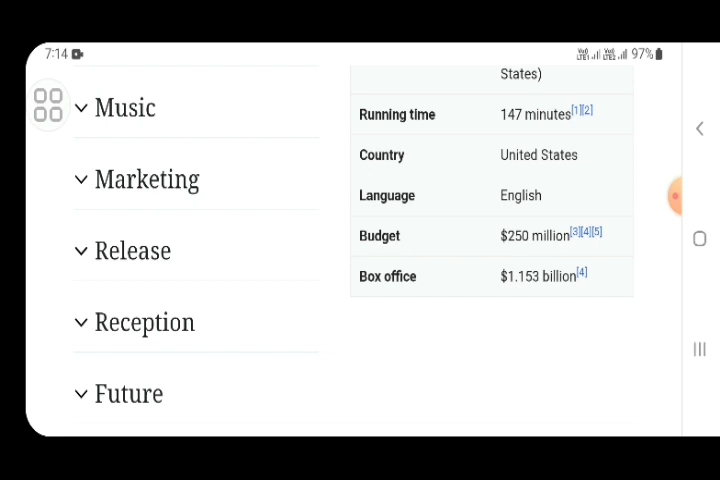 7:14
97%
States)
Music
Running time 147 minutes[1][2]
Country United States
Marketing
Language English
Budget $250 million[3][4][5]
Release
Box office $1.153 billion[4]
Reception
Future